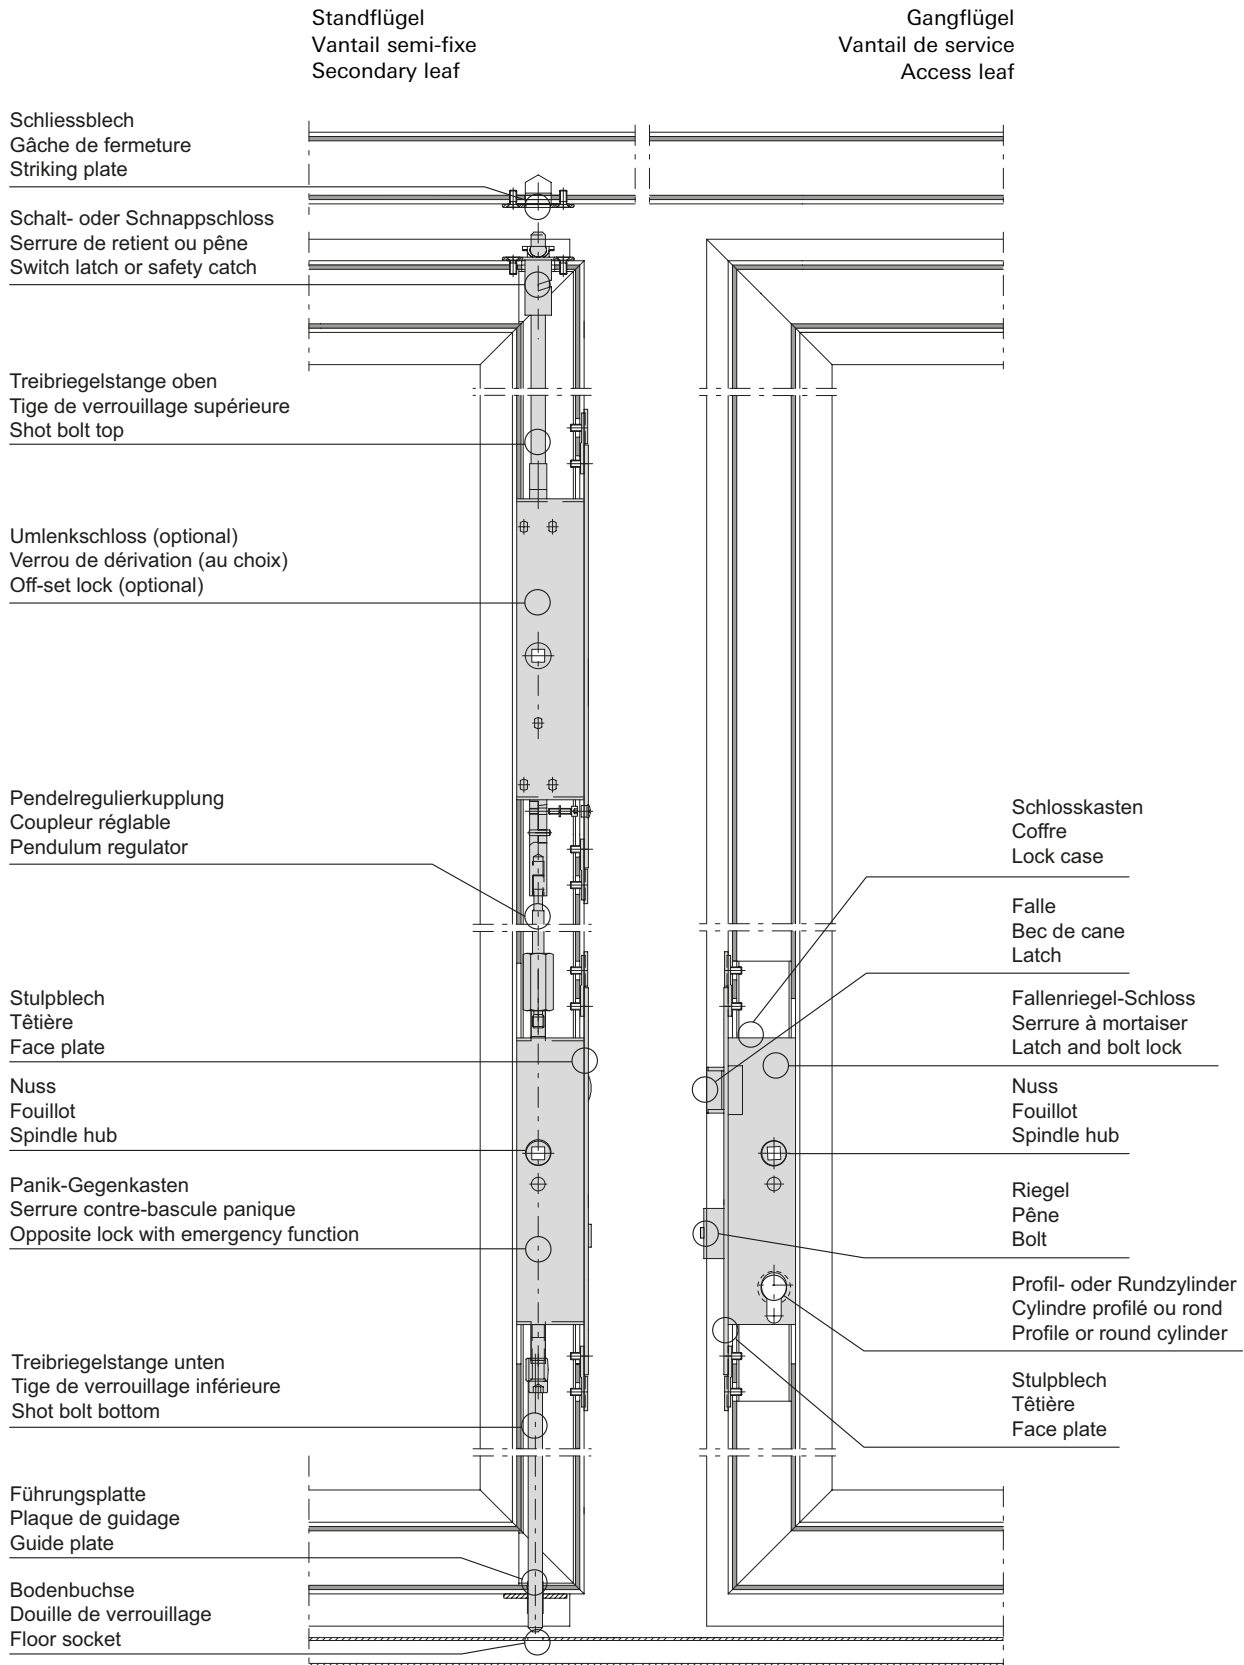 Standflügel
Vantail semi-fixe
Secondary leaf
Gangflügel
Vantail de service
Access leaf
Schliessblech
Gâche de fermeture
Striking plate
Schalt- oder Schnappschloss
Serrure de retient ou pêne
Switch latch or safety catch
Treibriegelstange oben
Tige de verrouillage supérieure
Shot bolt top
Umlenkschloss (optional)
Verrou de dérivation (au choix)
Off-set lock (optional)
Pendelregulierkupplung
Coupleur réglable
Pendulum regulator
Stulpblech
Têtière
Face plate
Nuss
Fouillot
Spindle hub
Panik-Gegenkasten
Serrure contre-bascule panique
Opposite lock with emergency function
Treibriegelstange unten
Tige de verrouillage inférieure
Shot bolt bottom
Führungsplatte
Plaque de guidage
Guide plate
Bodenbuchse
Douille de verrouillage
Floor socket
Schlosskasten
Coffre
Lock case
Falle
Bec de cane
Latch
Fallenriegel-Schloss
Serrure à mortaiser
Latch and bolt lock
Nuss
Fouillot
Spindle hub
Riegel
Pêne
Bolt
Profil- oder Rundzylinder
Cylindre profilé ou rond
Profile or round cylinder
Stulpblech
Têtière
Face plate